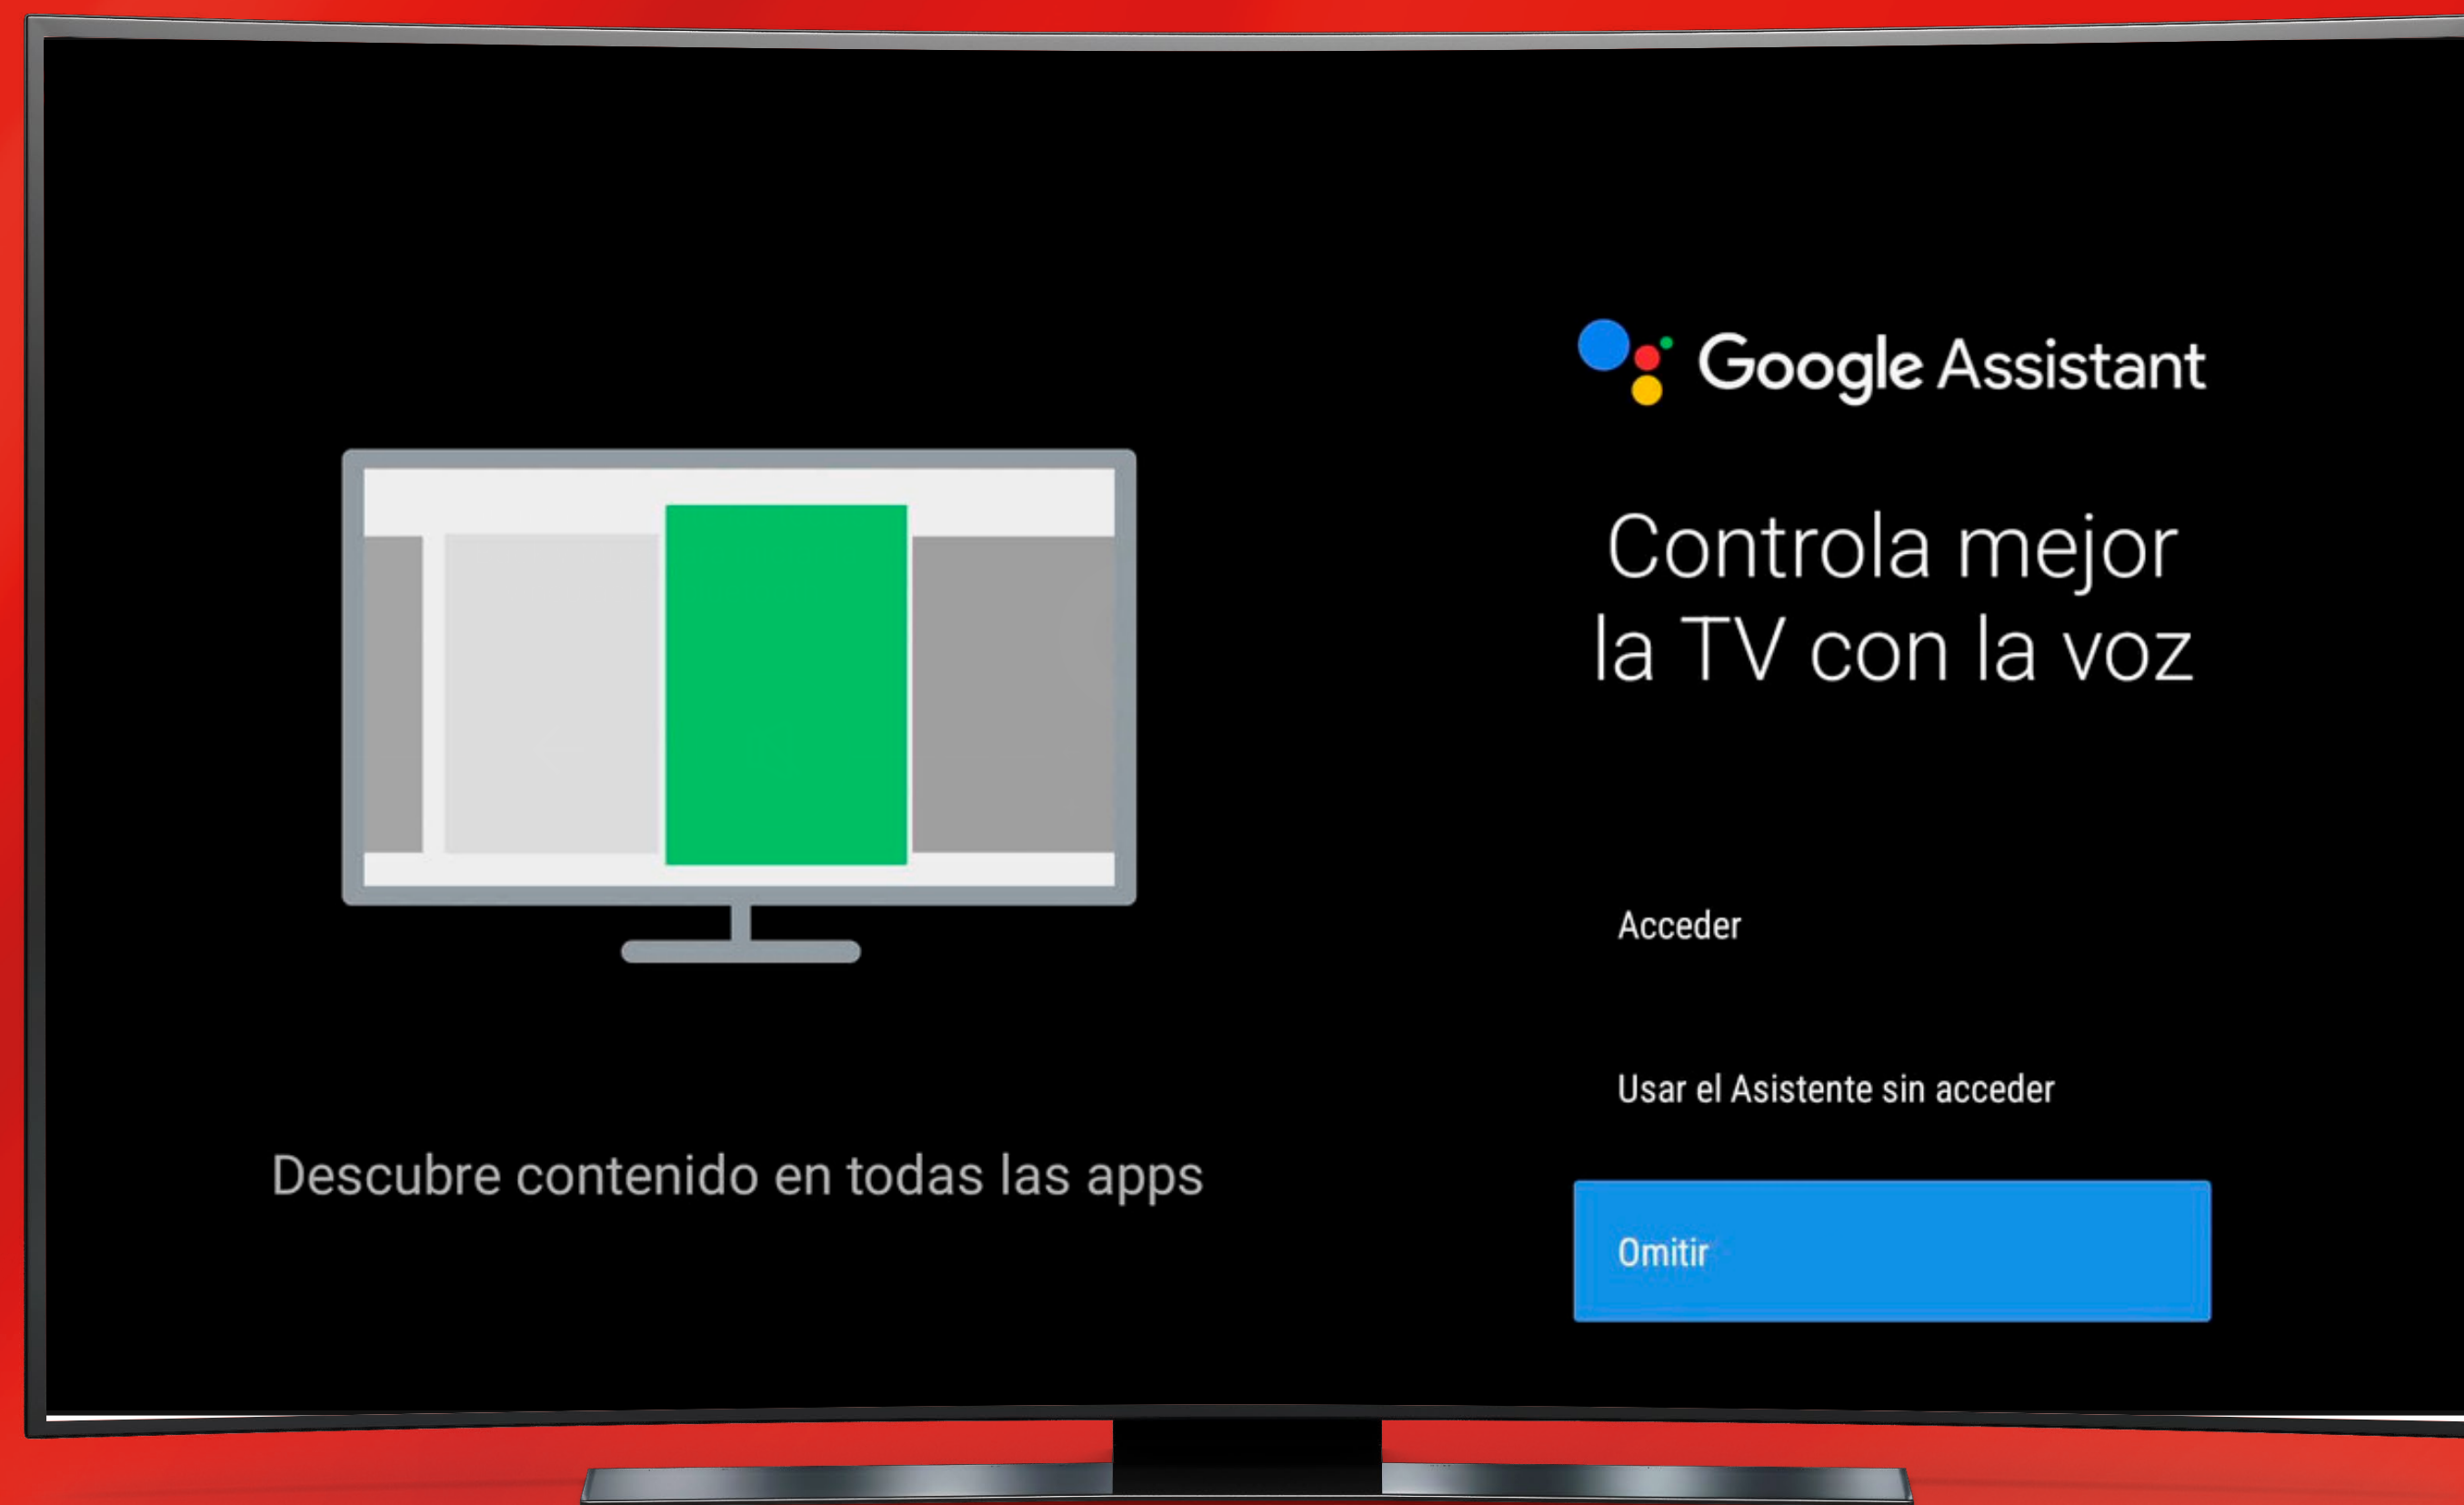 Google Assistant
Controla mejor
la TV con la voz
Acceder
Usar el Asistente sin acceder
Omitir
Descubre contenido en todas las apps